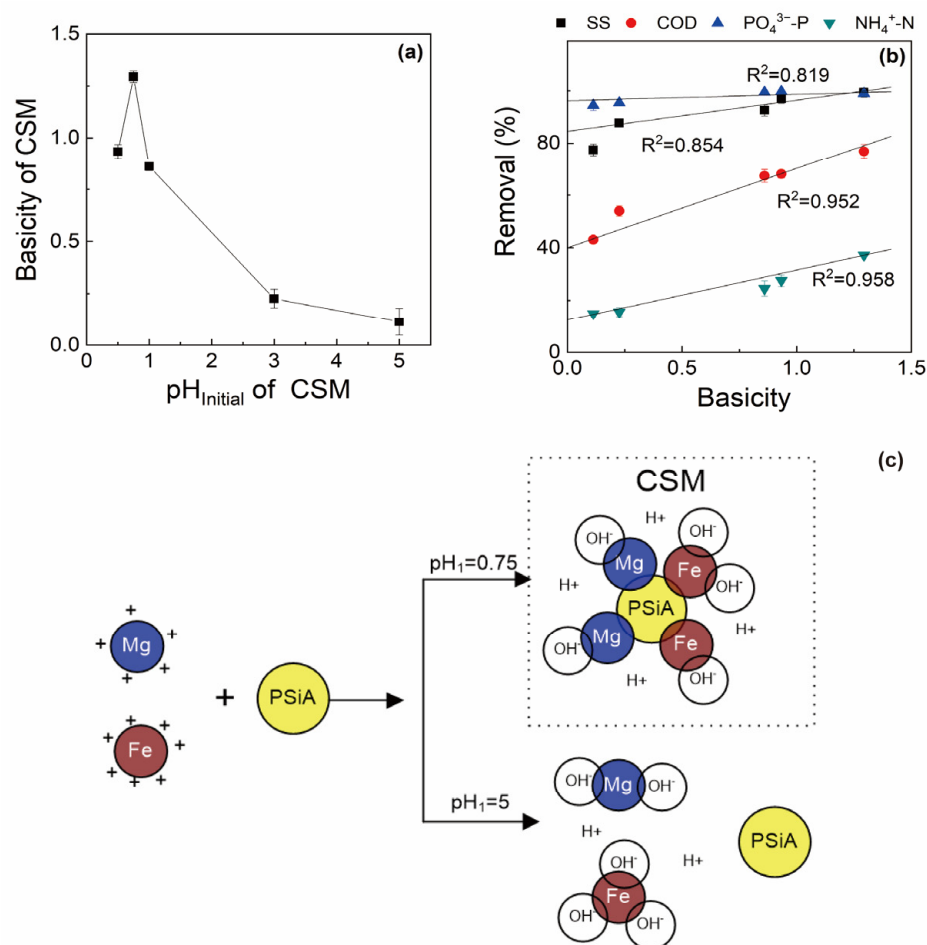 (a)
1.5
1.0
0.5
0.0
Basicity of CSM
0 1 2 3 4 5
pH_Initial of CSM
SS COD PO₄³⁻-P NH₄⁺-N
(b)
R²=0.819
R²=0.854
R²=0.952
R²=0.958
80
40
0
Removal (%)
0.0 0.5 1.0 1.5
Basicity
(c)
CSM
H+
OH⁻
OH⁻
pH₁=0.75
Mg
Fe
OH⁻
H+
PSiA
Mg
+
Mg
Fe
H+
OH⁻
+
PSiA
H+
OH⁻
Fe
pH₁=5
OH⁻
Mg
OH⁻
H+
PSiA
OH⁻
H+
Fe
OH⁻
OH⁻